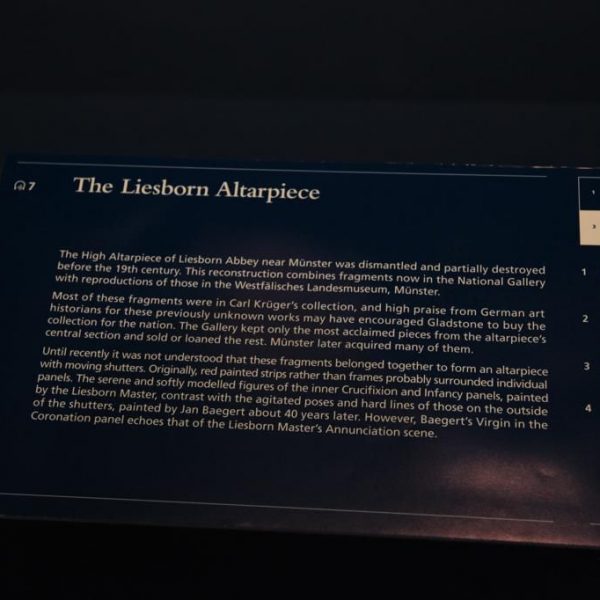 7 The Liesborn Altarpiece
The High Altarpiece of Liesborn Abbey near Münster was dismantled and partially destroyed
before the 19th century. This reconstruction combines fragments now in the National Gallery
with reproductions of those in the Westfälisches Landesmuseum, Münster.
Most of these fragments were in Carl Krüger's collection, and high praise from German art
historians for these previously unknown works may have encouraged Gladstone to buy the
collection for the nation. The Gallery kept only the most acclaimed pieces from the altarpiece's
central section and sold or loaned the rest. Münster later acquired many of them.
Until recently it was not understood that these fragments belonged together to form an altarpiece
with moving shutters. Originally, red painted strips rather than frames probably surrounded individual
panels. The serene and softly modelled figures of the inner Crucifixion and Infancy panels, painted
by the Liesborn Master, contrast with the agitated poses and hard lines of those on the outside
of the shutters, painted by Jan Baegert about 40 years later. However, Baegert's Virgin in the
Coronation panel echoes that of the Liesborn Master's Annunciation scene.
1
3
1
2
3
4